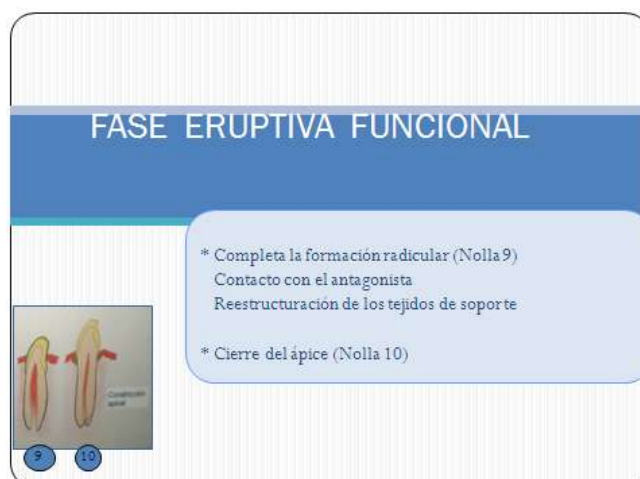 FASE ERUPTIVA FUNCIONAL
* Completa la formación radicular (Nolla 9)
Contacto con el antagonista
Reestructuración de los tejidos de soporte
* Cierre del ápice (Nolla 10)
apical
9
10